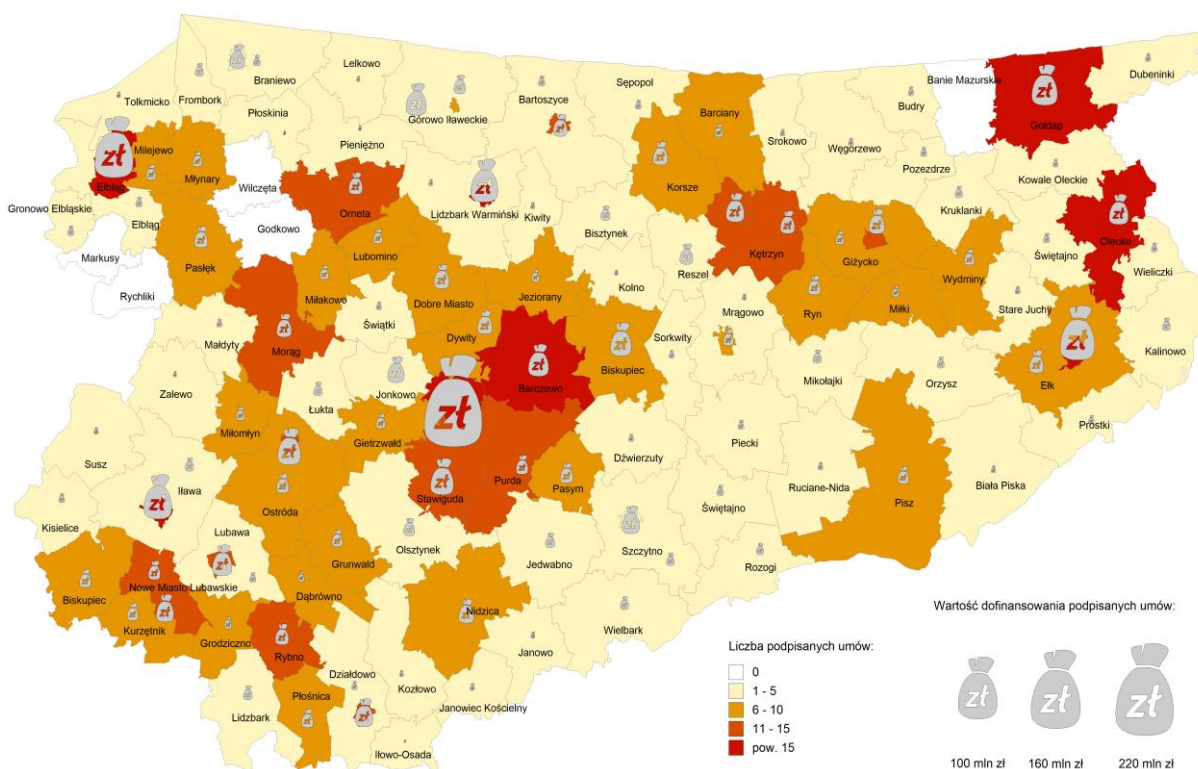 Lelkowo
Braniewo
Tolkmicko
Frombork
Płoskinia
Górowo Iławeckie
Bartoszyce
Sępopol
Barciany
Banie Mazurskie
Dubeninki
Budry
Gołdap
Milejewo
Pieniężno
Srokowo
Węgorzewo
Młynary
Korsze
Pozezdrze
Kowale Oleckie
Elbląg
zł
Wilczęta
Orneta
Lidzbark Warmiński
Kiwity
Kruklanki
Gronowo Elbląskie
Elbląg
Godkowo
Bisztynek
Olecko
Markusy
Pasłęk
Lubomino
Kętrzyn
Giżycko
Świętajno
Reszel
Wieliczki
Rychliki
Miłakowo
Dobre Miasto
Jeziorany
Kolno
Wydminy
Stare Juchy
Ryn
Miłki
Świątki
Mrągowo
Małdyty
Morąg
Dywity
Sorkwity
Kalinowo
Biskupiec
Barczewo
Ełk
Zalewo
Łukta
Jonkowo
Mikołajki
Orzysz
zł
Miłomłyn
Gietrzwałd
Prostki
Piecki
Susz
Dźwierzuty
Iława
Stawiguda
Purda
Pasym
Ruciane-Nida
Biała Piska
Ostróda
Świętajno
Pisz
Kisielice
Lubawa
Olsztynek
Szczytno
Grunwald
Jedwabno
Rozogi
Biskupiec
Nowe Miasto Lubawskie
Dąbrówno
Nidzica
Kurzętnik
Grodziczno
Wielbark
Rybno
Janowo
Działdowo
Kozłowo
Płośnica
Janowiec Kościelny
Lidzbark
Iłowo-Osada
Liczba podpisanych umów:
0
1 - 5
6 - 10
11 - 15
pow. 15
Wartość dofinansowania podpisanych umów:
zł zł zł
100 mln zł 160 mln zł 220 mln zł